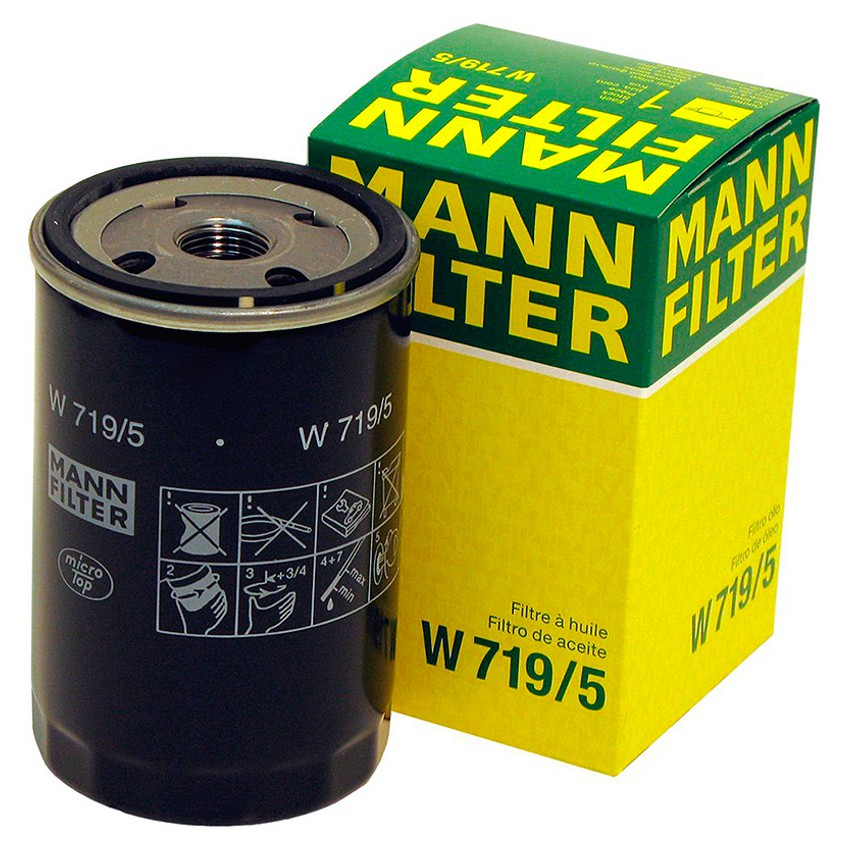 W 719/5
W 719/5
MANN
FILTER
micro
Top
!
!
!
!
2
3
+3/4
4+7
max
min
5
MANN
FILTER
W 719/5
1
MANN
FILTER
Filtre à huile
Filtro de aceite
W 719/5
MANN
FILTER
Filtro olio
Filtro de óleo
W 719/5